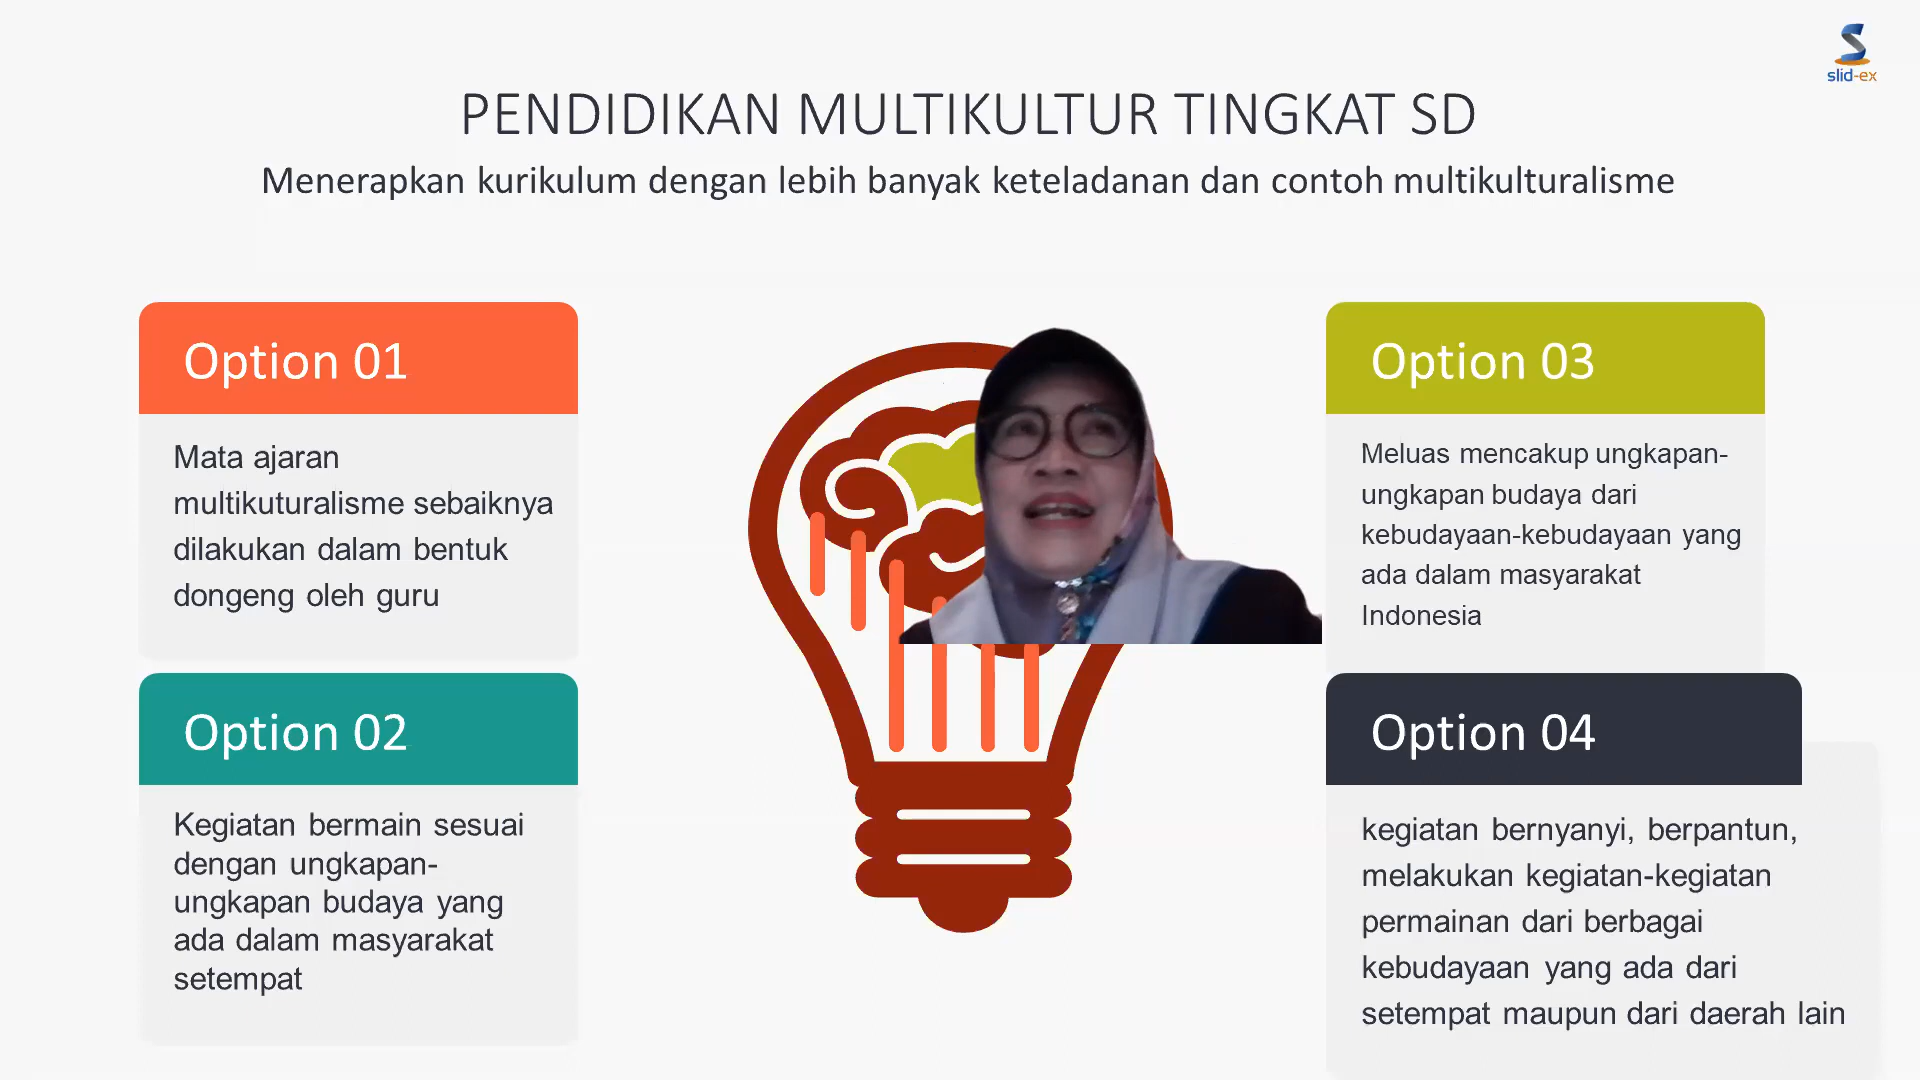 slid-ex
PENDIDIKAN MULTIKULTUR TINGKAT SD
Menerapkan kurikulum dengan lebih banyak keteladanan dan contoh multikulturalisme
Option 01
Mata ajaran
multikuturalisme sebaiknya
dilakukan dalam bentuk
dongeng oleh guru
Option 02
Kegiatan bermain sesuai
dengan ungkapan-
ungkapan budaya yang
ada dalam masyarakat
setempat
Option 03
Meluas mencakup ungkapan-
ungkapan budaya dari
kebudayaan-kebudayaan yang
ada dalam masyarakat
Indonesia
Option 04
kegiatan bernyanyi, berpantun,
melakukan kegiatan-kegiatan
permainan dari berbagai
kebudayaan yang ada dari
setempat maupun dari daerah lain